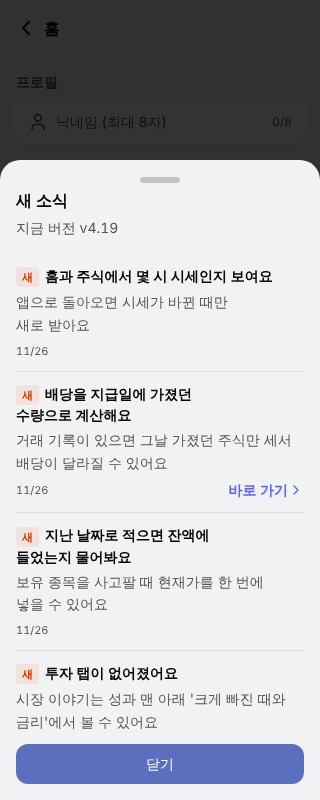 홈
프로필
닉네임 (최대 8자) 0/8
새 소식
지금 버전 v4.19
새 홈과 주식에서 몇 시 시세인지 보여요
앱으로 돌아오면 시세가 바뀐 때만
새로 받아요
11/26
새 배당을 지급일에 가졌던
수량으로 계산해요
거래 기록이 있으면 그날 가졌던 주식만 세서
배당이 달라질 수 있어요
11/26 바로 가기
새 지난 날짜로 적으면 잔액에
들었는지 물어봐요
보유 종목을 사고팔 때 현재가를 한 번에
넣을 수 있어요
11/26
새 투자 탭이 없어졌어요
시장 이야기는 성과 맨 아래 '크게 빠진 때와
금리'에서 볼 수 있어요
닫기